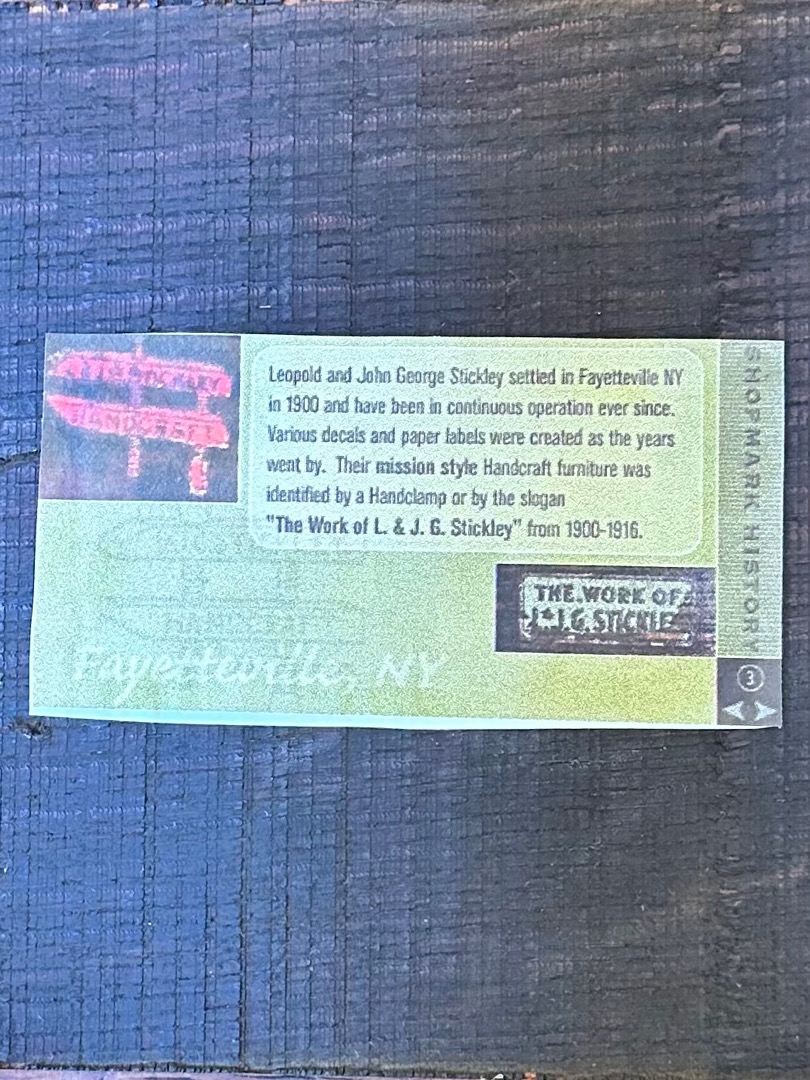 HANDCRAFT
Leopold and John George Stickley settled in Fayetteville NY
in 1900 and have been in continuous operation ever since.
Various decals and paper labels were created as the years
went by. Their mission style Handcraft furniture was
identified by a Handclamp or by the slogan
"The Work of L. & J. G. Stickley" from 1900-1916.
THE WORK OF
J.G. STICKLE
Fayetteville, NY
SHOPMARK HISTORY
3